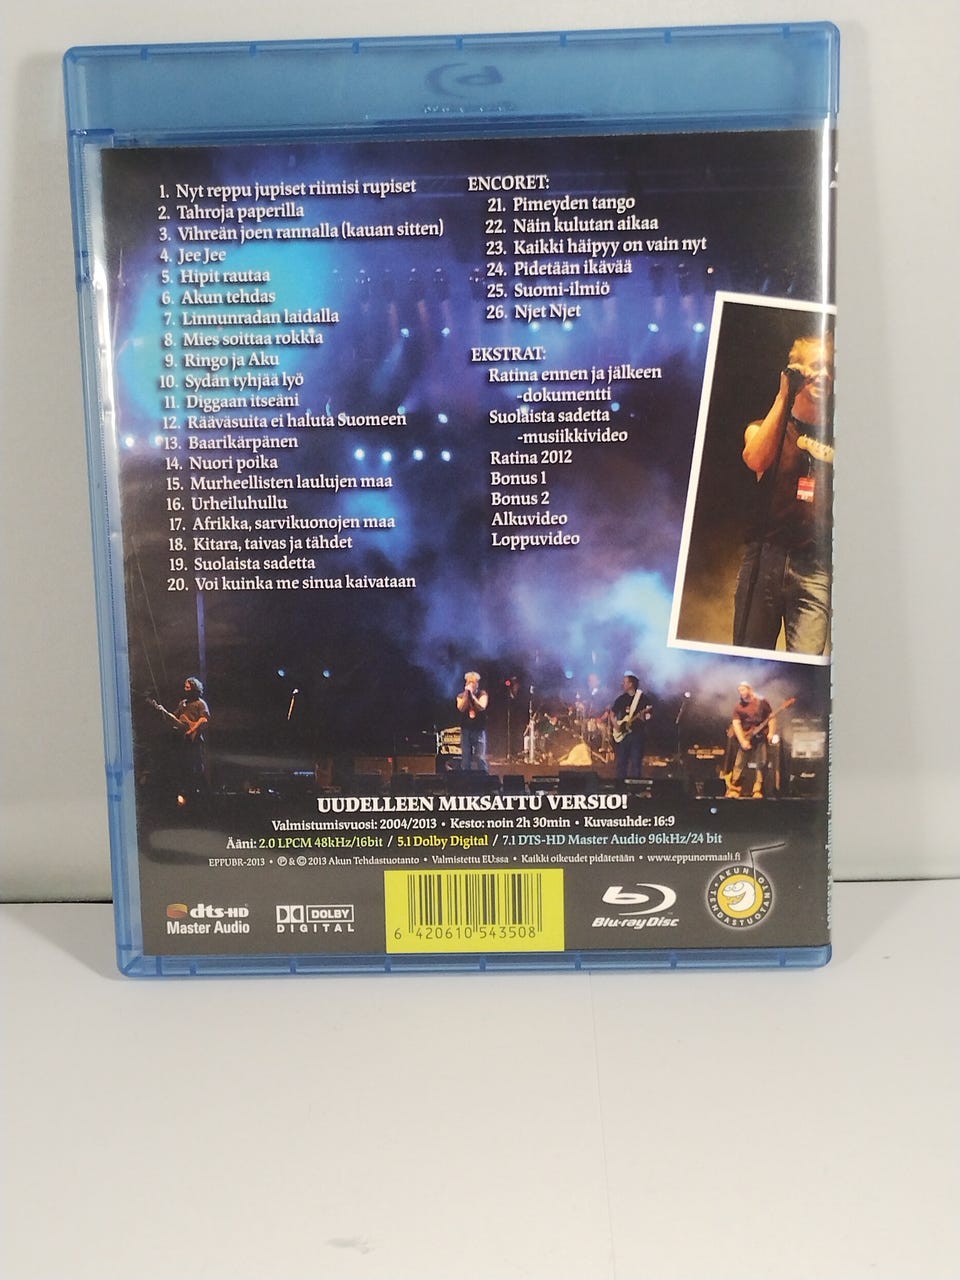 1. Nyt reppu jupiset riimisi rupiset
2. Tahroja paperilla
3. Vihreän joen rannalla (kauan sitten)
4. Jee Jee
5. Hipit rautaa
6. Akun tehdas
7. Linnunradan laidalla
8. Mies soittaa rokkia
9. Ringo ja Aku
10. Sydän tyhjää lyö
11. Diggaan itseäni
12. Rääväsuita ei haluta Suomeen
13. Baarikärpänen
14. Nuori poika
15. Murheellisten laulujen maa
16. Urheiluhullu
17. Afrikka, sarvikuonojen maa
18. Kitara, taivas ja tähdet
19. Suolaista sadetta
20. Voi kuinka me sinua kaivataan
ENCORET:
21. Pimeyden tango
22. Näin kulutan aikaa
23. Kaikki häipyy on vain nyt
24. Pidetään ikävää
25. Suomi-ilmiö
26. Njet Njet
EKSTRAT:
Ratina ennen ja jälkeen
-dokumentti
Suolaista sadetta
-musiikkivideo
Ratina 2012
Bonus 1
Bonus 2
Alkuvideo
Loppuvideo
UUDELLEEN MIKSATTU VERSIO!
Valmistumisvuosi: 2004/2013 • Kesto: noin 2h 30min • Kuvasuhde: 16:9
Ääni: 2.0 LPCM 48kHz/16bit / 5.1 Dolby Digital / 7.1 DTS-HD Master Audio 96kHz/24 bit
EPPUBR-2013 • ℗ & © 2013 Akun Tehdastuotanto • Valmistettu EU:ssa • Kaikki oikeudet pidätetään • www.eppunormaali.fi
dts-HD
Master Audio
DOLBY
DIGITAL
6 420610 543508
Blu-ray Disc
AKUN TEHDASTUOTANTO